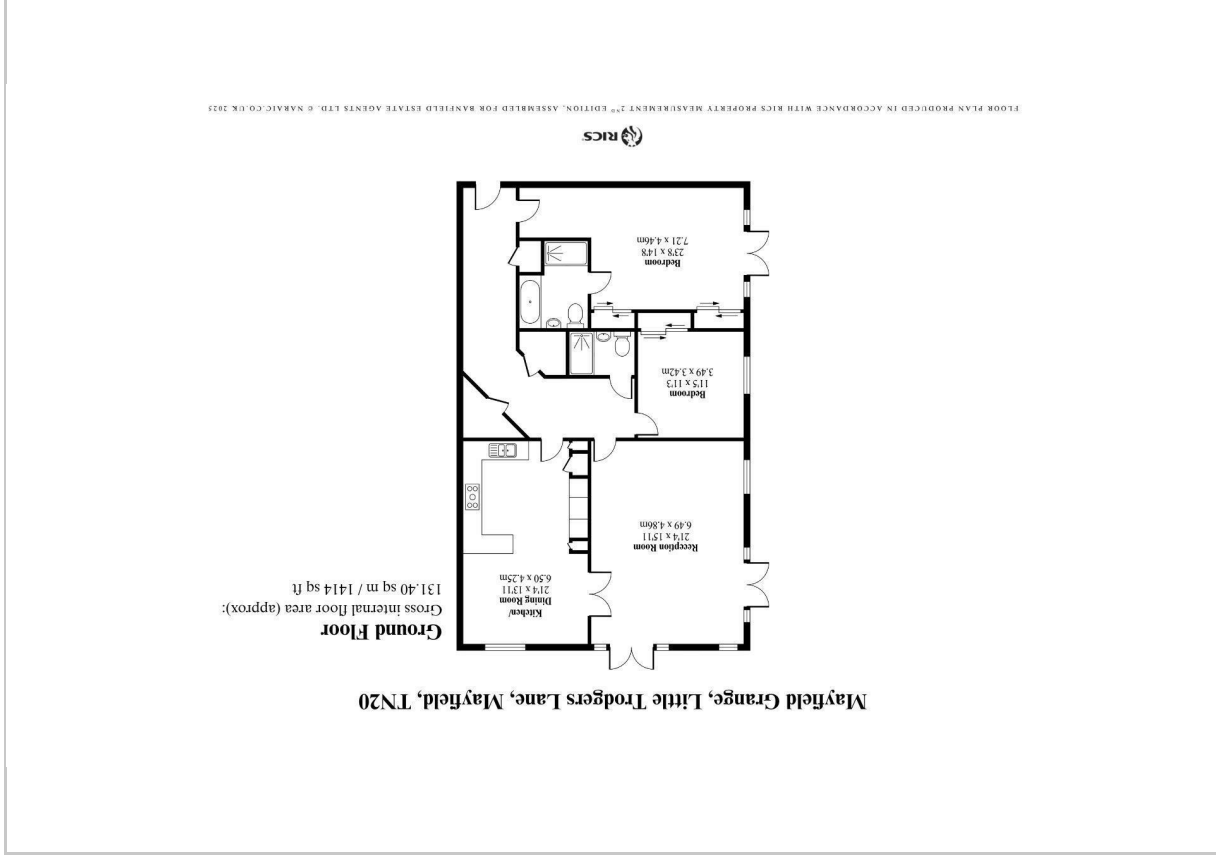 Mayfield Grange, Little Trodgers Lane, Mayfield, TN20
Ground Floor
Gross internal floor area (approx):
131.40 sq m / 1414 sq ft
Kitchen/
Dining Room
21'4 x 13'11
6.50 x 4.25m
Reception Room
21'4 x 15'11
6.49 x 4.86m
Bedroom
11'5 x 11'3
3.49 x 3.42m
Bedroom
23'8 x 14'8
7.21 x 4.46m
RICS
FLOOR PLAN PRODUCED IN ACCORDANCE WITH RICS PROPERTY MEASUREMENT 2ND EDITION, ASSEMBLED FOR BANFIELD ESTATE AGENTS LTD. © NARAIC.CO.UK 2025